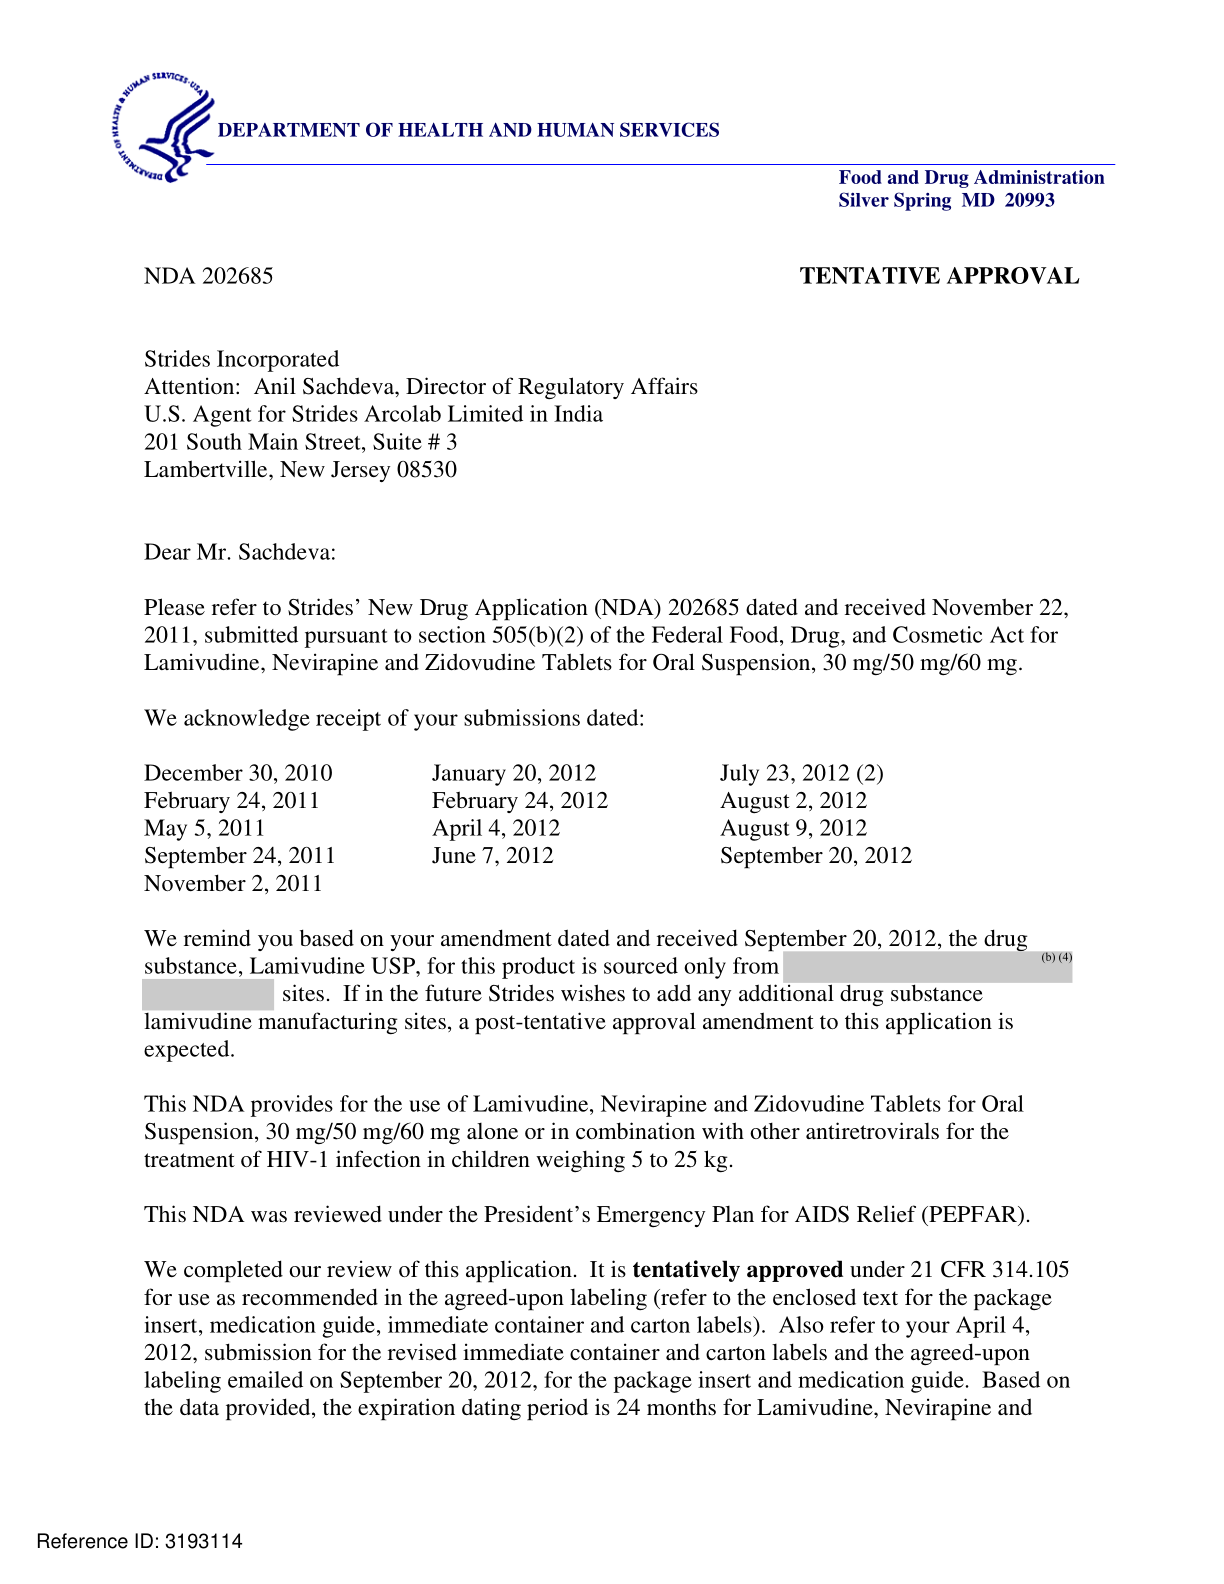 DEPARTMENT OF HEALTH & HUMAN SERVICES·USA
DEPARTMENT OF HEALTH AND HUMAN SERVICES
Food and Drug Administration
Silver Spring MD 20993
NDA 202685 TENTATIVE APPROVAL
Strides Incorporated
Attention: Anil Sachdeva, Director of Regulatory Affairs
U.S. Agent for Strides Arcolab Limited in India
201 South Main Street, Suite # 3
Lambertville, New Jersey 08530
Dear Mr. Sachdeva:
Please refer to Strides’ New Drug Application (NDA) 202685 dated and received November 22,
2011, submitted pursuant to section 505(b)(2) of the Federal Food, Drug, and Cosmetic Act for
Lamivudine, Nevirapine and Zidovudine Tablets for Oral Suspension, 30 mg/50 mg/60 mg.
We acknowledge receipt of your submissions dated:
December 30, 2010 January 20, 2012 July 23, 2012 (2)
February 24, 2011 February 24, 2012 August 2, 2012
May 5, 2011 April 4, 2012 August 9, 2012
September 24, 2011 June 7, 2012 September 20, 2012
November 2, 2011
We remind you based on your amendment dated and received September 20, 2012, the drug
substance, Lamivudine USP, for this product is sourced only from (b) (4)
sites. If in the future Strides wishes to add any additional drug substance
lamivudine manufacturing sites, a post-tentative approval amendment to this application is
expected.
This NDA provides for the use of Lamivudine, Nevirapine and Zidovudine Tablets for Oral
Suspension, 30 mg/50 mg/60 mg alone or in combination with other antiretrovirals for the
treatment of HIV-1 infection in children weighing 5 to 25 kg.
This NDA was reviewed under the President’s Emergency Plan for AIDS Relief (PEPFAR).
We completed our review of this application. It is tentatively approved under 21 CFR 314.105
for use as recommended in the agreed-upon labeling (refer to the enclosed text for the package
insert, medication guide, immediate container and carton labels). Also refer to your April 4,
2012, submission for the revised immediate container and carton labels and the agreed-upon
labeling emailed on September 20, 2012, for the package insert and medication guide. Based on
the data provided, the expiration dating period is 24 months for Lamivudine, Nevirapine and
Reference ID: 3193114